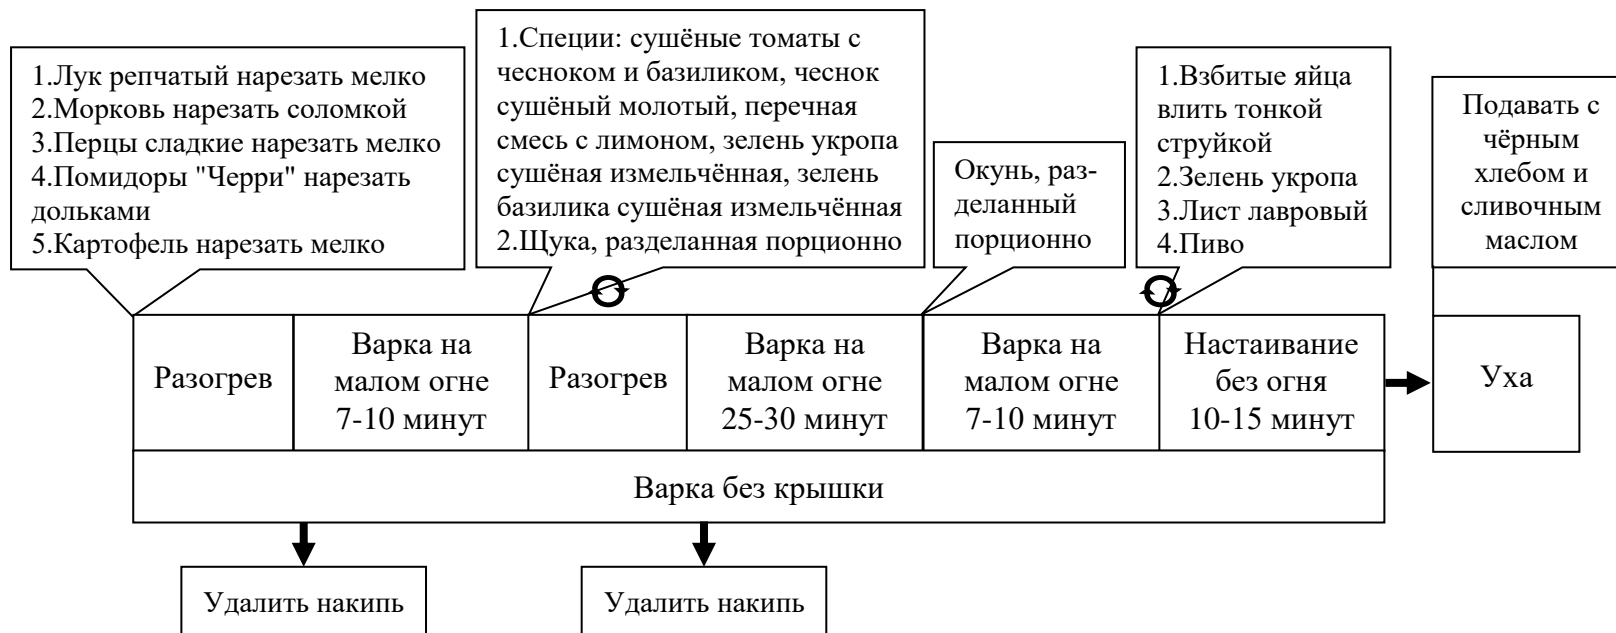 1.Лук репчатый нарезать мелко
2.Морковь нарезать соломкой
3.Перцы сладкие нарезать мелко
4.Помидоры "Черри" нарезать
дольками
5.Картофель нарезать мелко
1.Специи: сушёные томаты с
чесноком и базиликом, чеснок
сушёный молотый, перечная
смесь с лимоном, зелень укропа
сушёная измельчённая, зелень
базилика сушёная измельчённая
2.Щука, разделанная порционно
Окунь, раз-
деланный
порционно
1.Взбитые яйца
влить тонкой
струйкой
2.Зелень укропа
3.Лист лавровый
4.Пиво
Подавать с
чёрным
хлебом и
сливочным
маслом
Разогрев
Варка на
малом огне
7-10 минут
Разогрев
Варка на
малом огне
25-30 минут
Варка на
малом огне
7-10 минут
Настаивание
без огня
10-15 минут
Уха
Варка без крышки
Удалить накипь
Удалить накипь